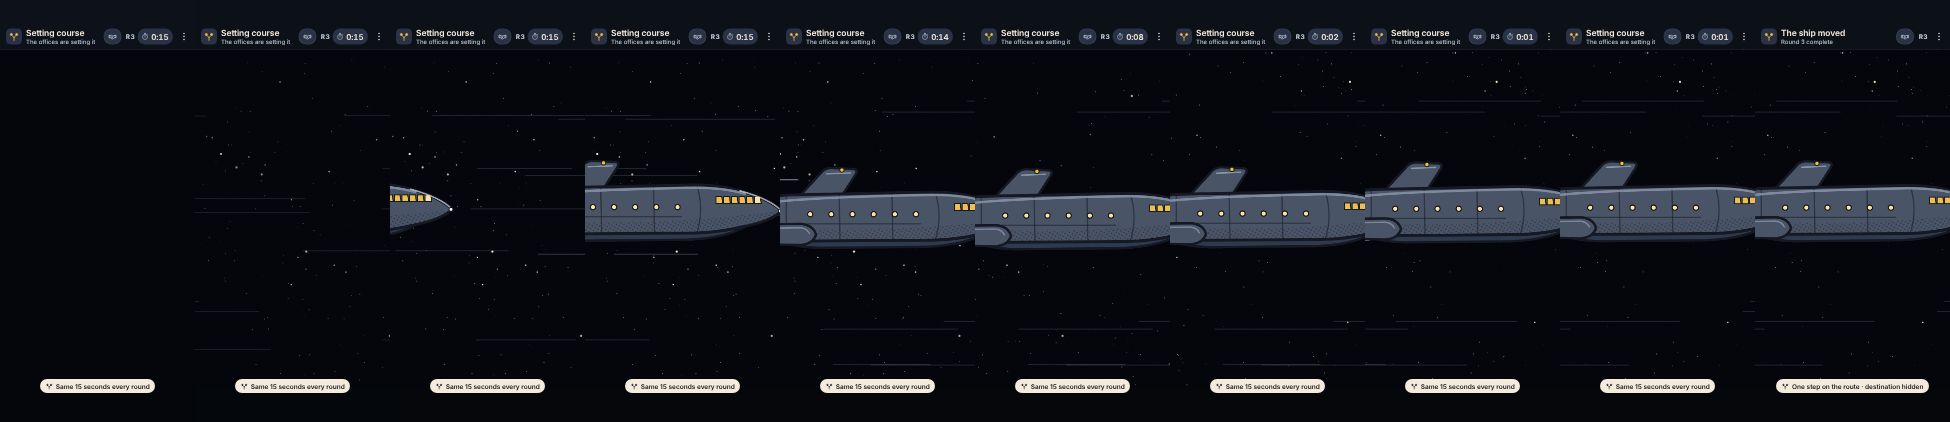 Setting course
The offices are setting it
R3
0:15
Same 15 seconds every round
Setting course
The offices are setting it
R3
0:15
Same 15 seconds every round
Setting course
The offices are setting it
R3
0:15
Same 15 seconds every round
Setting course
The offices are setting it
R3
0:15
Same 15 seconds every round
Setting course
The offices are setting it
R3
0:14
Same 15 seconds every round
Setting course
The offices are setting it
R3
0:08
Same 15 seconds every round
Setting course
The offices are setting it
R3
0:02
Same 15 seconds every round
Setting course
The offices are setting it
R3
0:01
Same 15 seconds every round
Setting course
The offices are setting it
R3
0:01
Same 15 seconds every round
The ship moved
Round 3 complete
R3
One step on the route · destination hidden